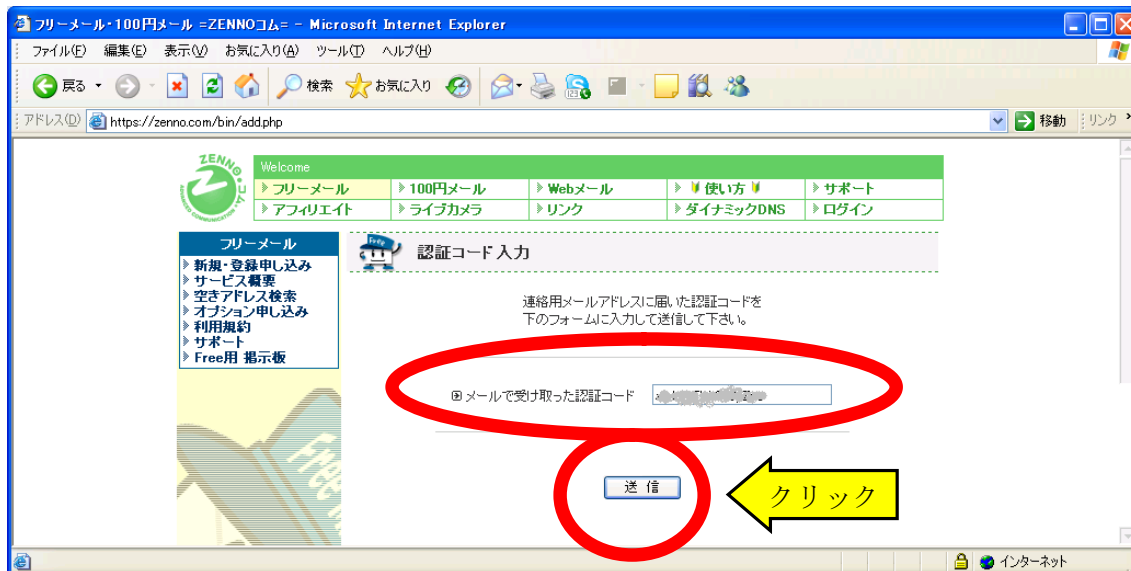 フリーメール・100円メール =ZENNOコム= - Microsoft Internet Explorer
ファイル(F) 編集(E) 表示(V) お気に入り(A) ツール(T) ヘルプ(H)
戻る 検索 お気に入り
アドレス(D) https://zenno.com/bin/add.php 移動 リンク
ZENNO.コム
Welcome
フリーメール 100円メール Webメール 使い方 サポート
アフィリエイト ライブカメラ リンク ダイナミックDNS ログイン
フリーメール
新規・登録申し込み
サービス概要
空きアドレス検索
オプション申し込み
利用規約
サポート
Free用 掲示板
Free 認証コード入力
連絡用メールアドレスに届いた認証コードを
下のフォームに入力して送信して下さい。
メールで受け取った認証コード
送信
クリック
インターネット